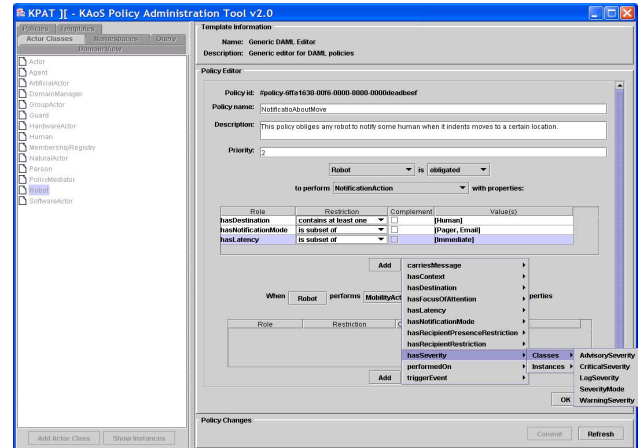 KPAT ][ - KAoS Policy Administration Tool v2.0
Policies Templates
Actor Classes Namespaces Query
Domain View
Actor
Agent
ArtificialActor
DomainManager
GroupActor
Guard
HardwareActor
Human
MembershipRegistry
NaturalActor
Person
PolicyMediator
Robot
SoftwareActor
Add Actor Class Show Instances
Template Information
Name: Generic DAML Editor
Description: Generic editor for DAML policies
Policy Editor
Policy id: #policy-6ffa1630-00f6-0000-8000-0000deadbeef
Policy name: NotificatioAboutMove
Description: This policy obliges any robot to notify some human when it indents moves to a certain location.
Priority: 2
Robot is obligated
to perform NotificationAction with properties:
Role Restriction Complement Value(s)
hasDestination contains at least one [Human]
hasNotificationMode is subset of [Pager, Email]
hasLatency is subset of [Immediate]
Add
When Robot performs MobilityAct perties
Role Restriction C
Add
carriesMessage
hasContext
hasDestination
hasFocusOfAttention
hasLatency
hasNotificationMode
hasRecipientPresenceRestriction
hasRecipientRestriction
hasSeverity
performedOn
triggerEvent
Classes
Instances
AdvisorySeverity
CriticalSeverity
LogSeverity
SeverityMode
WarningSeverity
OK
Policy Changes
Commit Refresh